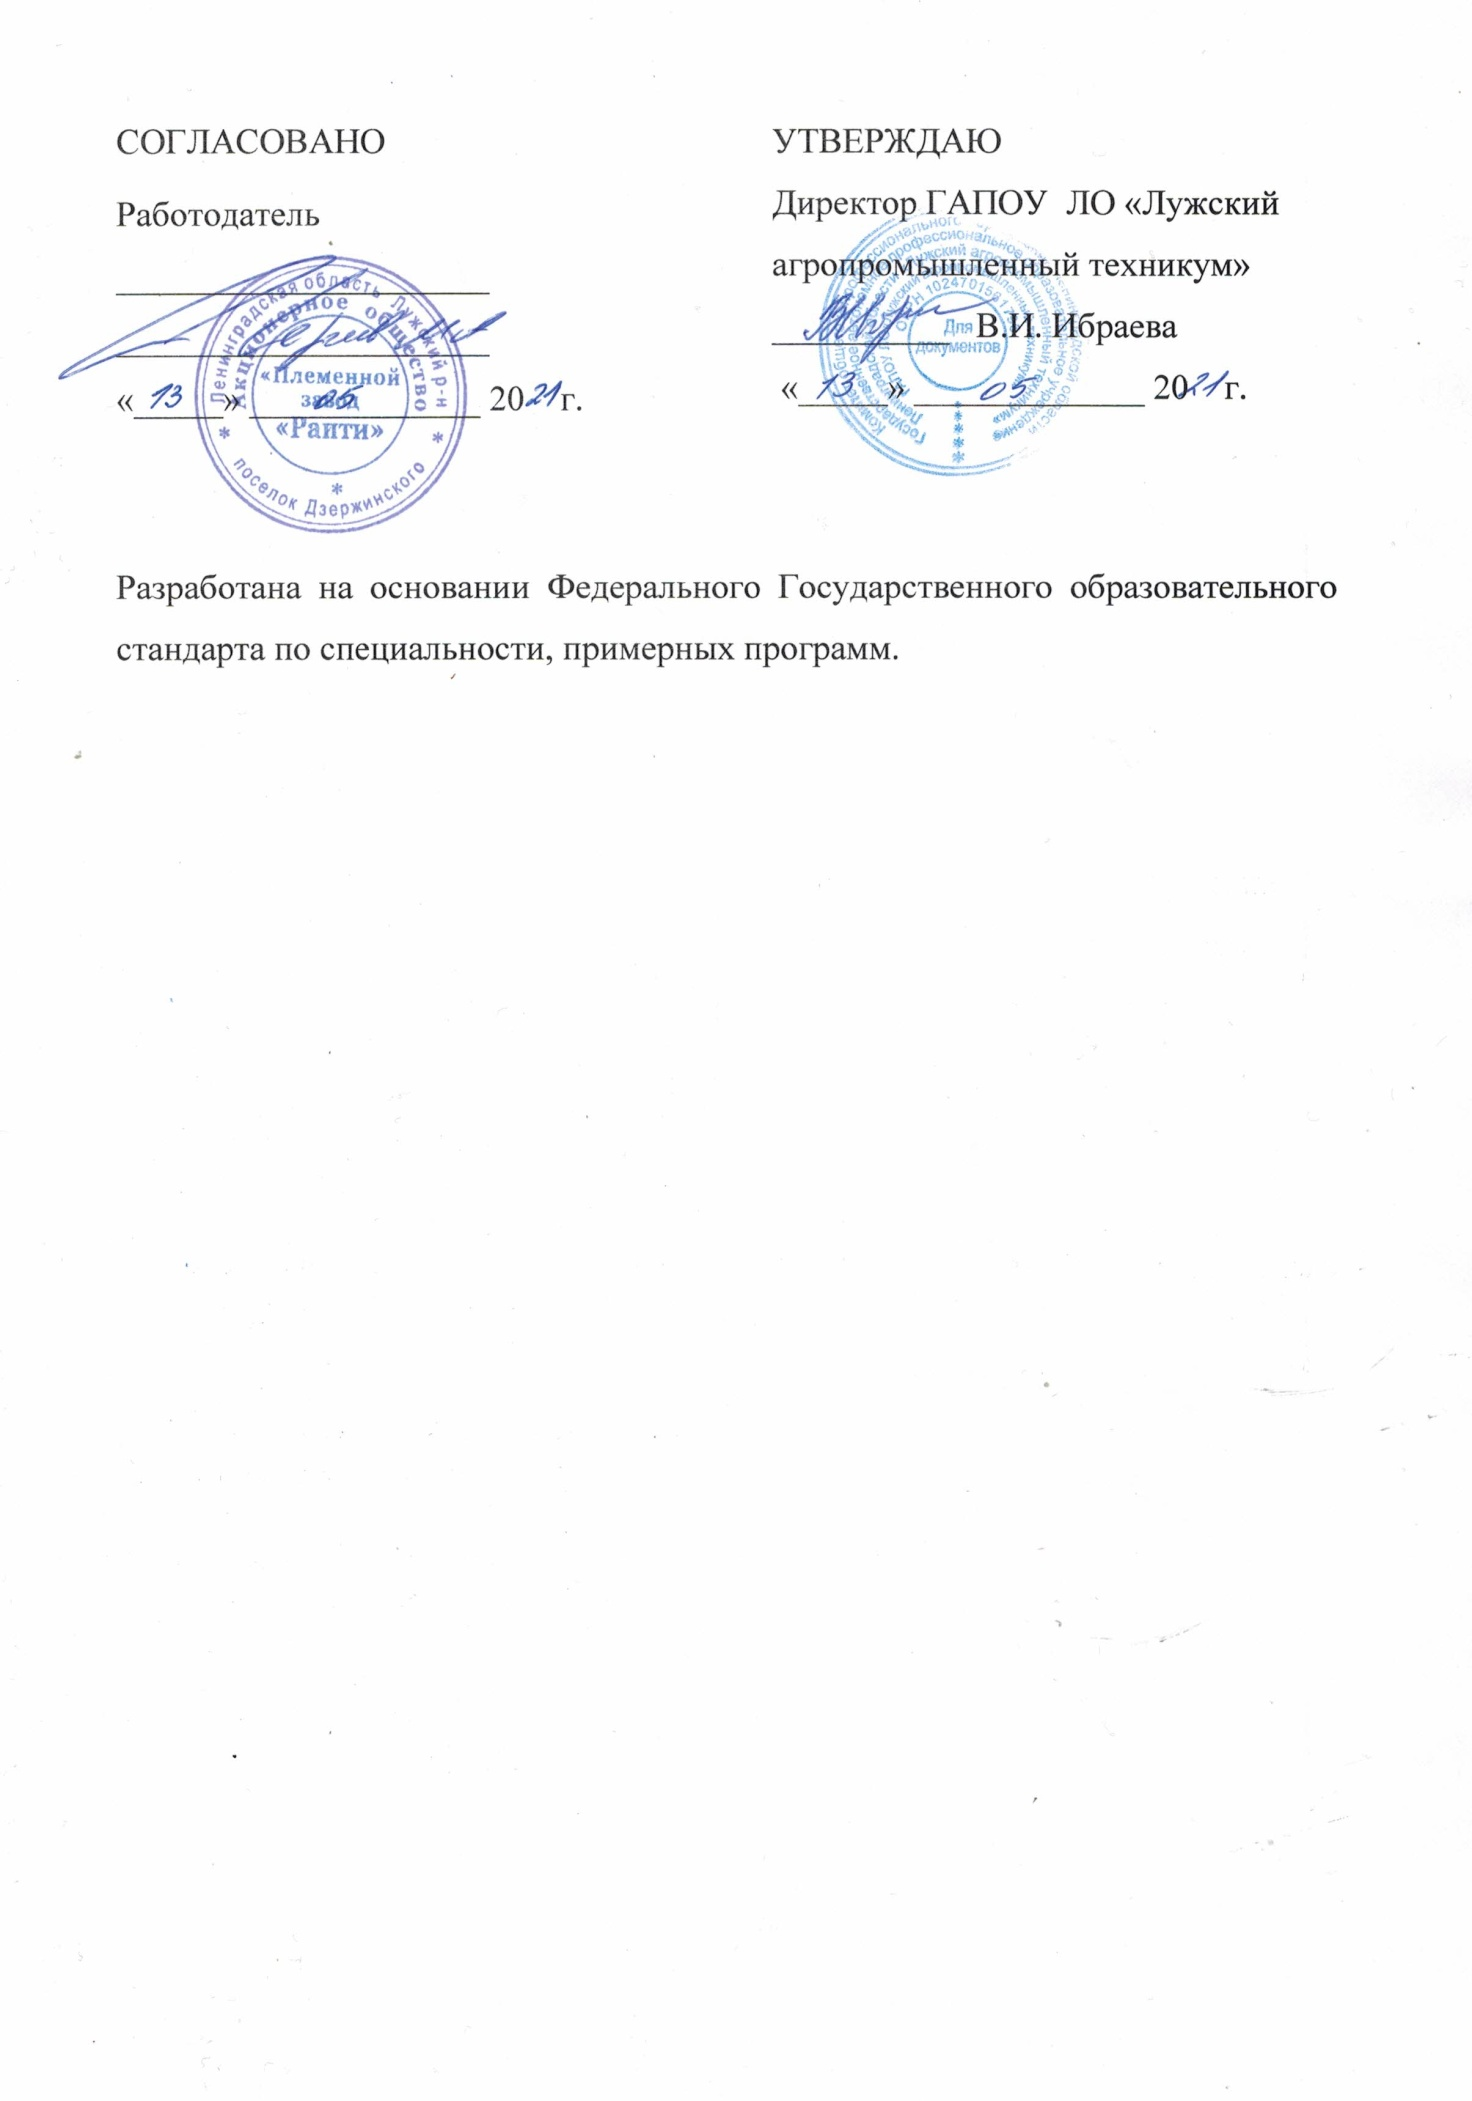 СОГЛАСОВАНО
Работодатель
Ленинградская область Лужский р-н
Акционерное общество
«Племенной
завод
«Рапти»
поселок Дзержинского
«13» 05 2021 г.
УТВЕРЖДАЮ
Директор ГАПОУ ЛО «Лужский
агропромышленный техникум»
В.И. Ибраева
Для
документов
«13» 05 2021 г.
Разработана на основании Федерального Государственного образовательного
стандарта по специальности, примерных программ.